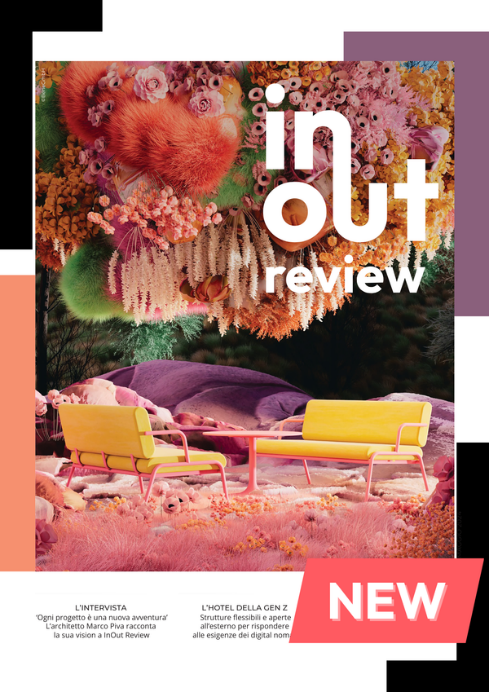 in
out
review
L'INTERVISTA
'Ogni progetto è una nuova avventura'
L'architetto Marco Piva racconta
la sua vision a InOut Review
L'HOTEL DELLA GEN Z
Strutture flessibili e aperte
all'esterno per rispondere
alle esigenze dei digital nom
NEW